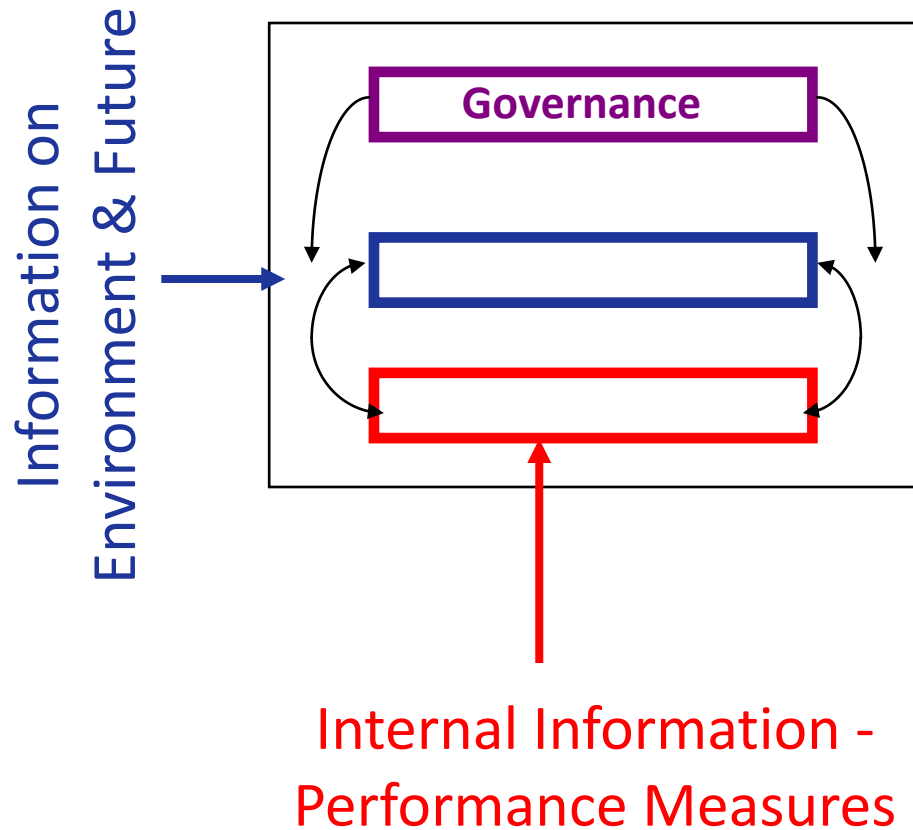 Information on
Environment & Future
Governance
Internal Information -
Performance Measures